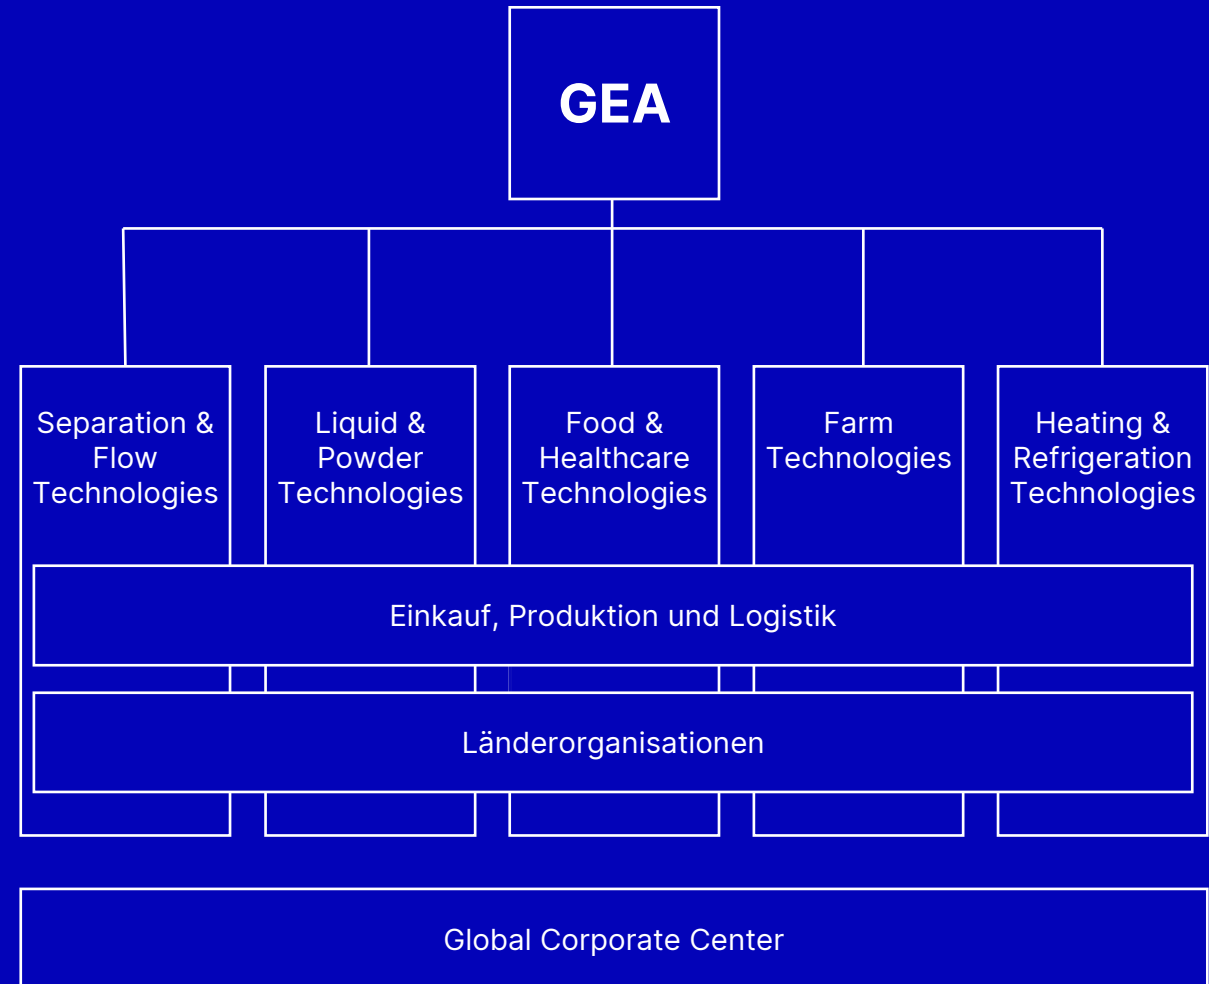 GEA
Separation &
Flow
Technologies
Liquid &
Powder
Technologies
Food &
Healthcare
Technologies
Farm
Technologies
Heating &
Refrigeration
Technologies
Einkauf, Produktion und Logistik
Länderorganisationen
Global Corporate Center